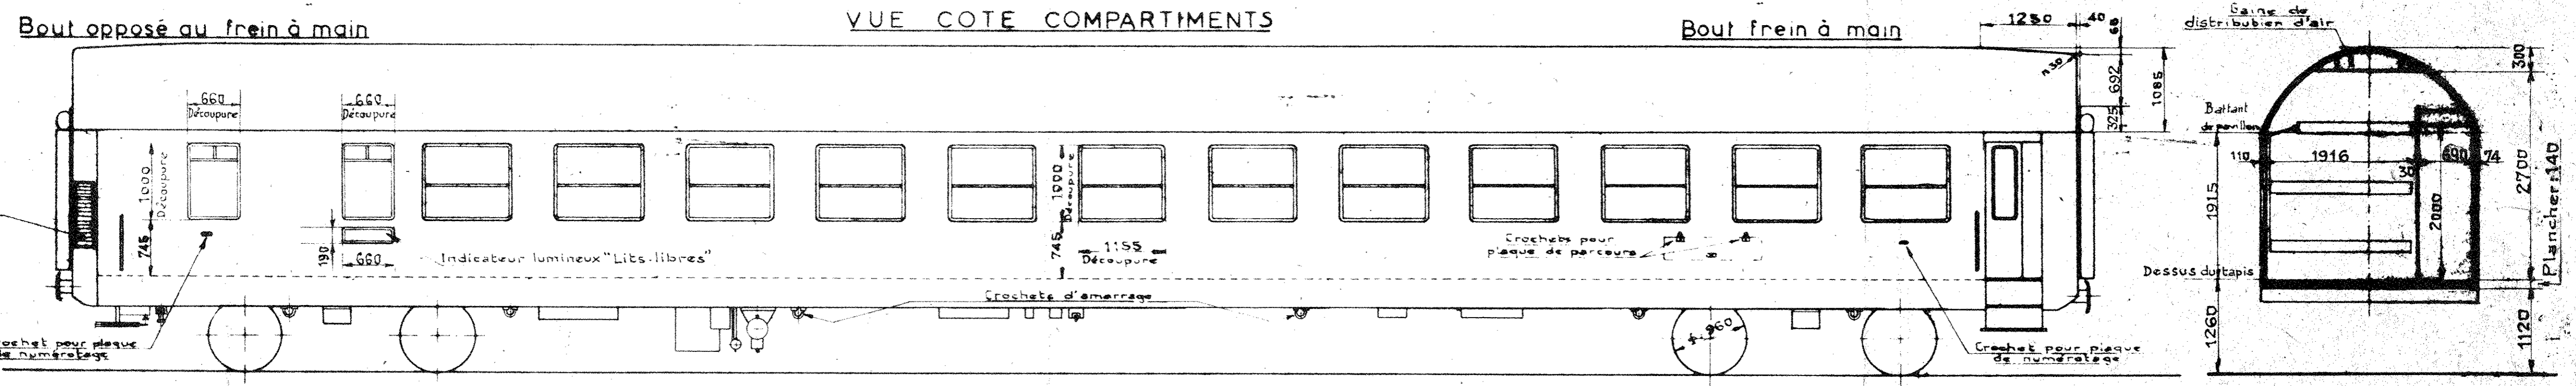 VUE COTE COMPARTIMENTS
Bout opposé au frein à main
Bout frein à main
1250
40
60
692
325
1085
n 30
660
Découpure
660
Découpure
1000
Découpure
745
190
660
Indicateur lumineux "Lits-libres"
1000
Découpure
745
1155
Découpure
Crochets pour
plaque de parcours
Crochets d'amarrage
rochet pour plaque
de numérotage
960
Crochet pour plaque
de numérotage
Gaine de
distribution d'air
300
Battant
de pavillon
110
1916
690
74
30
2000
2700
Plancher:140
1915
Dessus du tapis
1260
1120